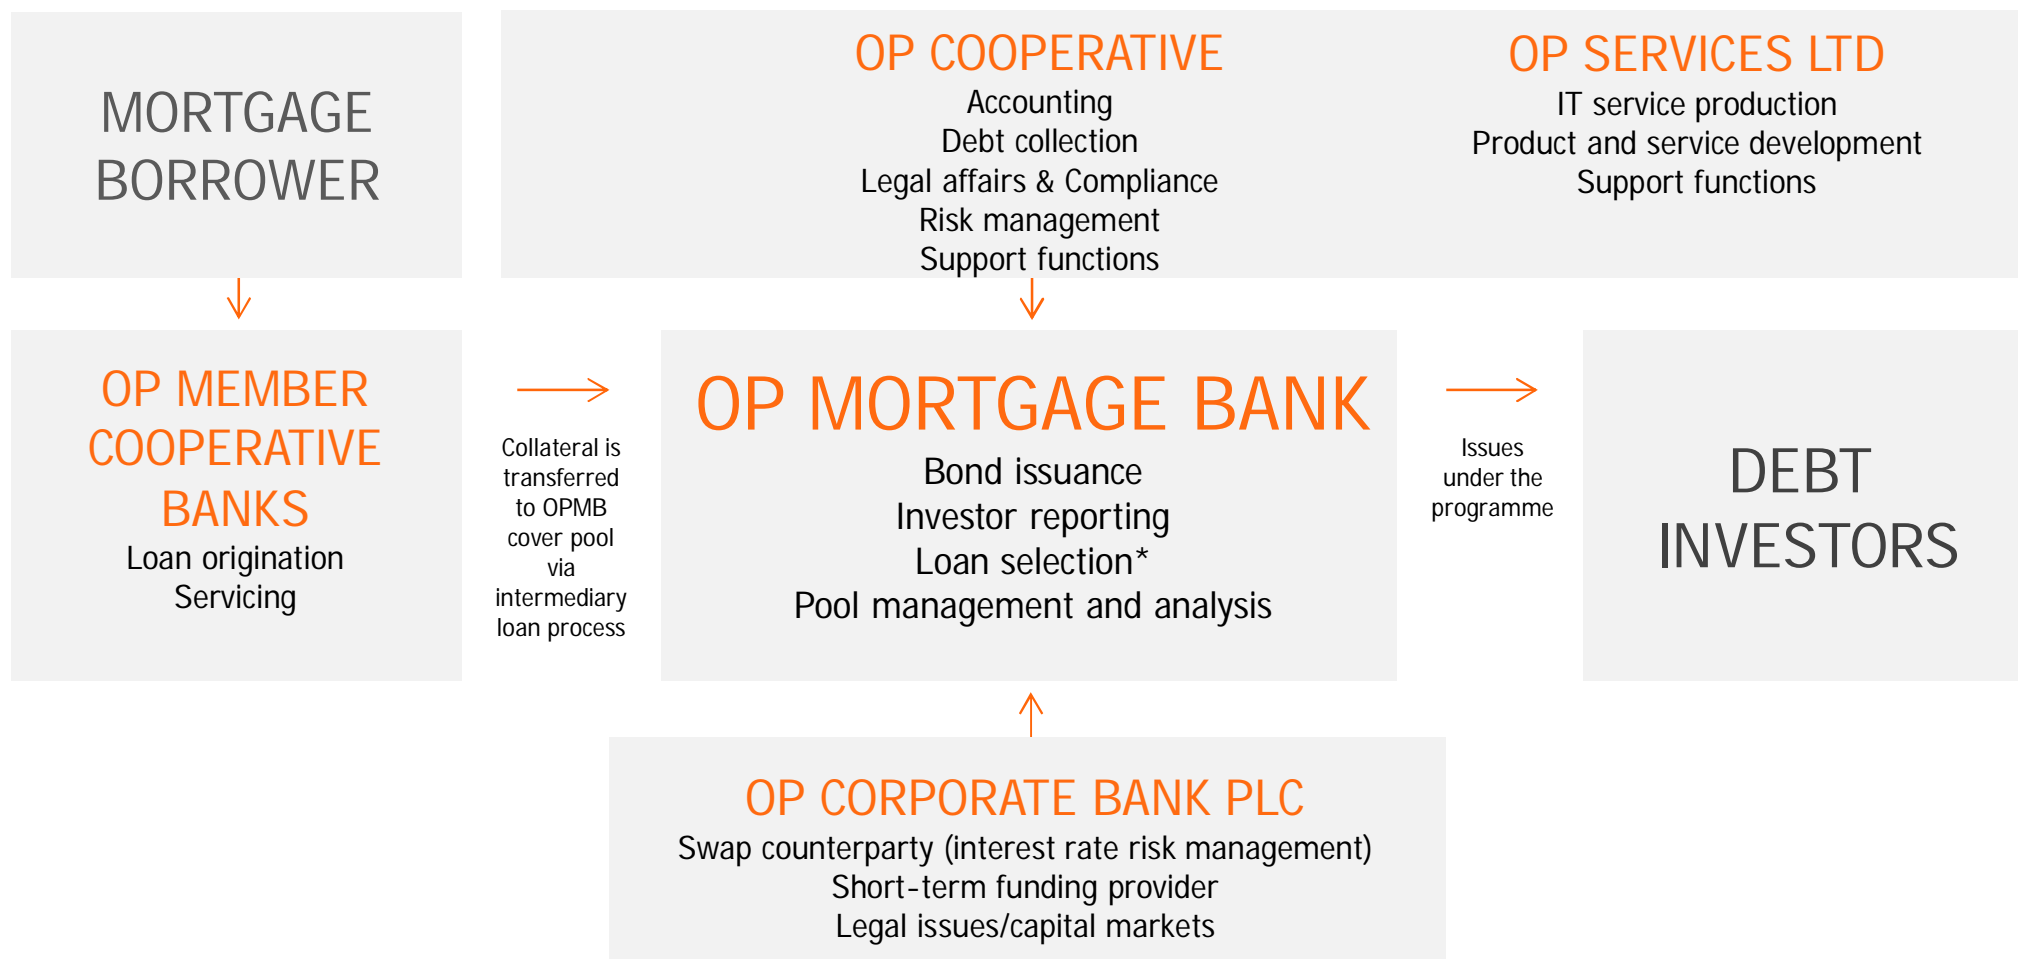 MORTGAGE
BORROWER
OP COOPERATIVE
Accounting
Debt collection
Legal affairs & Compliance
Risk management
Support functions
OP SERVICES LTD
IT service production
Product and service development
Support functions
OP MEMBER
COOPERATIVE
BANKS
Loan origination
Servicing
Collateral is
transferred
to OPMB
cover pool
via
intermediary
loan process
OP MORTGAGE BANK
Bond issuance
Investor reporting
Loan selection*
Pool management and analysis
Issues
under the
programme
DEBT
INVESTORS
OP CORPORATE BANK PLC
Swap counterparty (interest rate risk management)
Short-term funding provider
Legal issues/capital markets